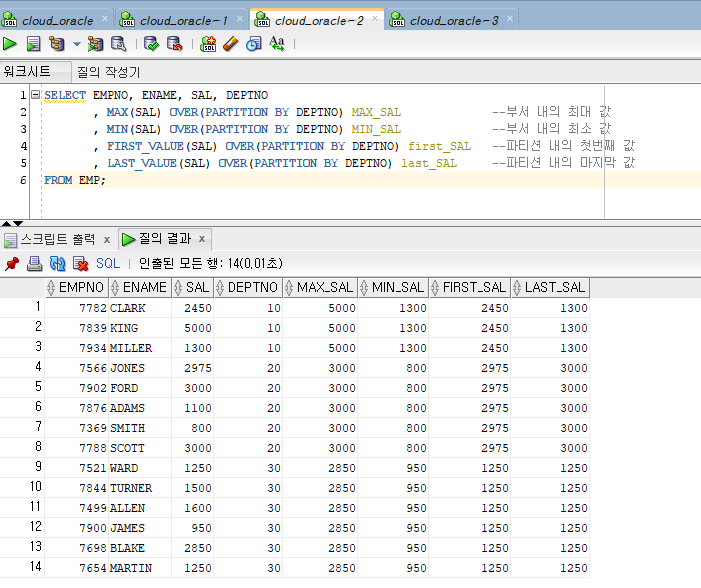 cloud_oracle × cloud_oracle~1 × cloud_oracle~2 × cloud_oracle~3 ×
워크시트 질의 작성기
1 SELECT EMPNO, ENAME, SAL, DEPTNO
2 , MAX(SAL) OVER(PARTITION BY DEPTNO) MAX_SAL --부서 내의 최대 값
3 , MIN(SAL) OVER(PARTITION BY DEPTNO) MIN_SAL --부서 내의 최소 값
4 , FIRST_VALUE(SAL) OVER(PARTITION BY DEPTNO) first_SAL --파티션 내의 첫번째 값
5 , LAST_VALUE(SAL) OVER(PARTITION BY DEPTNO) last_SAL --파티션 내의 마지막 값
6 FROM EMP;
스크립트 출력 × 질의 결과 ×
SQL | 인출된 모든 행: 14(0,01초)
EMPNO ENAME SAL DEPTNO MAX_SAL MIN_SAL FIRST_SAL LAST_SAL
1 7782 CLARK 2450 10 5000 1300 2450 1300
2 7839 KING 5000 10 5000 1300 2450 1300
3 7934 MILLER 1300 10 5000 1300 2450 1300
4 7566 JONES 2975 20 3000 800 2975 3000
5 7902 FORD 3000 20 3000 800 2975 3000
6 7876 ADAMS 1100 20 3000 800 2975 3000
7 7369 SMITH 800 20 3000 800 2975 3000
8 7788 SCOTT 3000 20 3000 800 2975 3000
9 7521 WARD 1250 30 2850 950 1250 1250
10 7844 TURNER 1500 30 2850 950 1250 1250
11 7499 ALLEN 1600 30 2850 950 1250 1250
12 7900 JAMES 950 30 2850 950 1250 1250
13 7698 BLAKE 2850 30 2850 950 1250 1250
14 7654 MARTIN 1250 30 2850 950 1250 1250